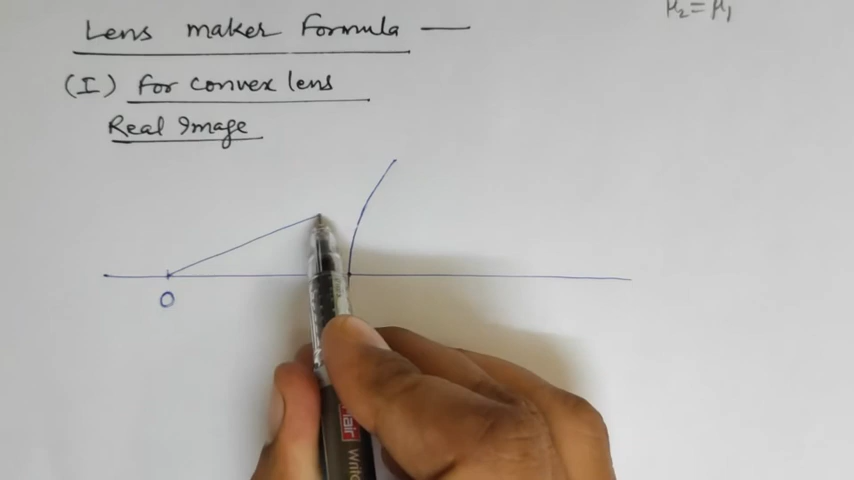 Lens maker Formula —
μ₂ = μ₁
(I) For convex lens
Real Image
O